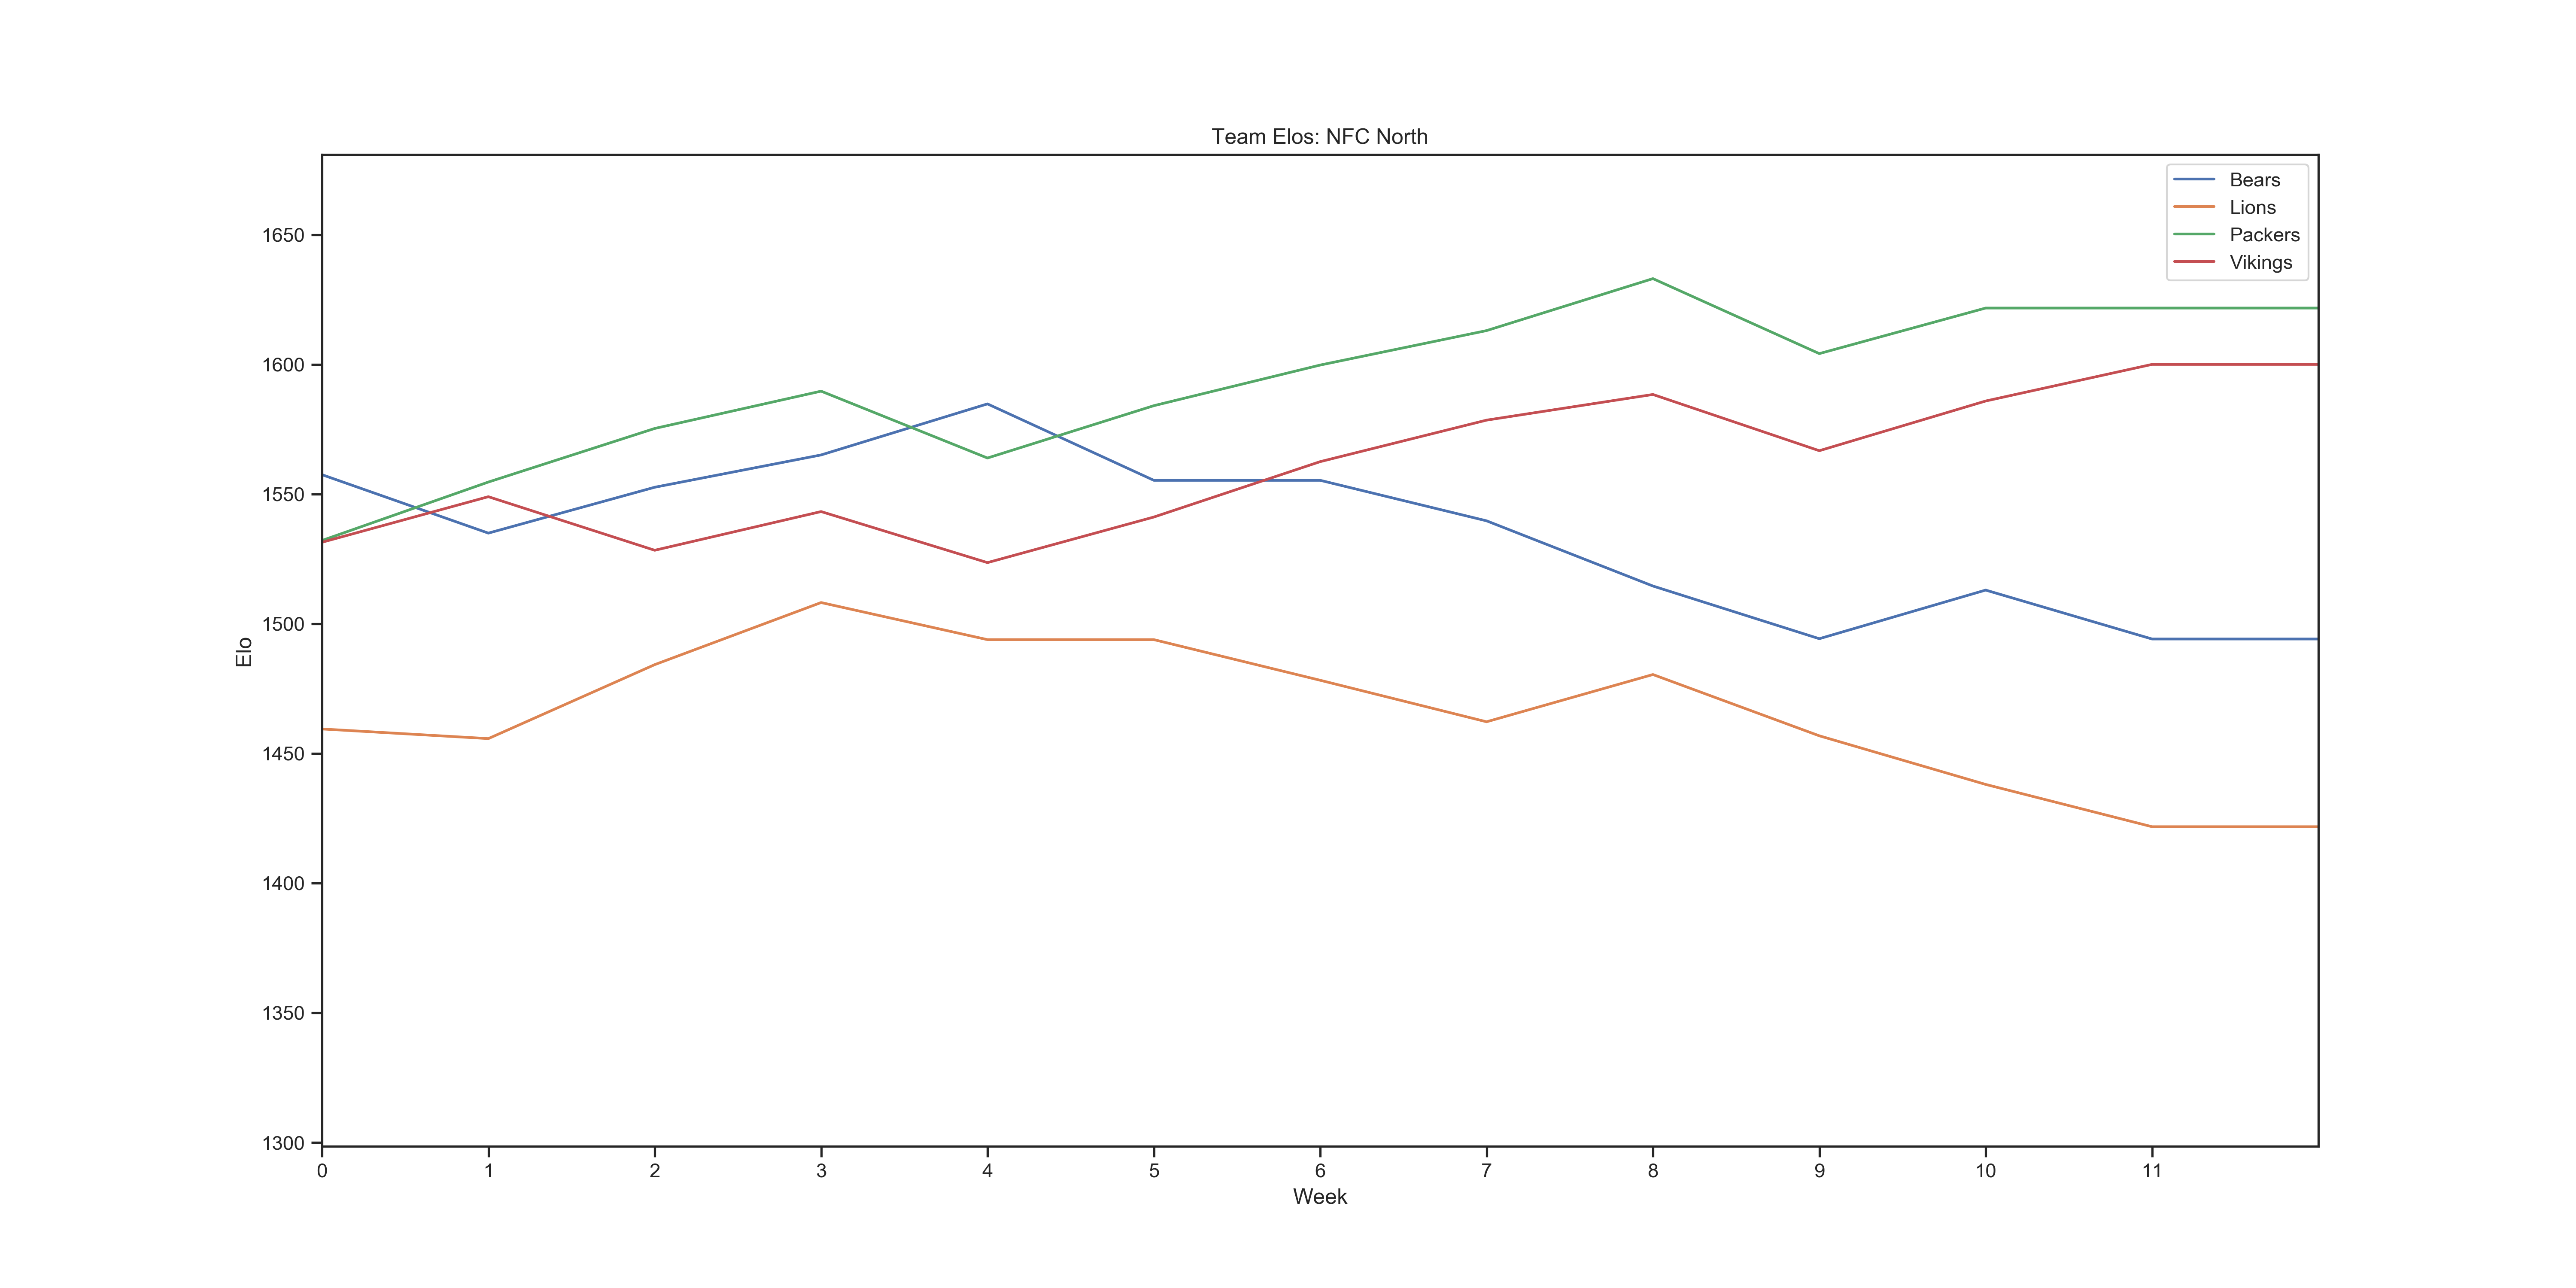 Team Elos: NFC North
Bears
Lions
Packers
Vikings
1650
1600
1550
1500
1450
1400
1350
1300
Elo
0 1 2 3 4 5 6 7 8 9 10 11
Week